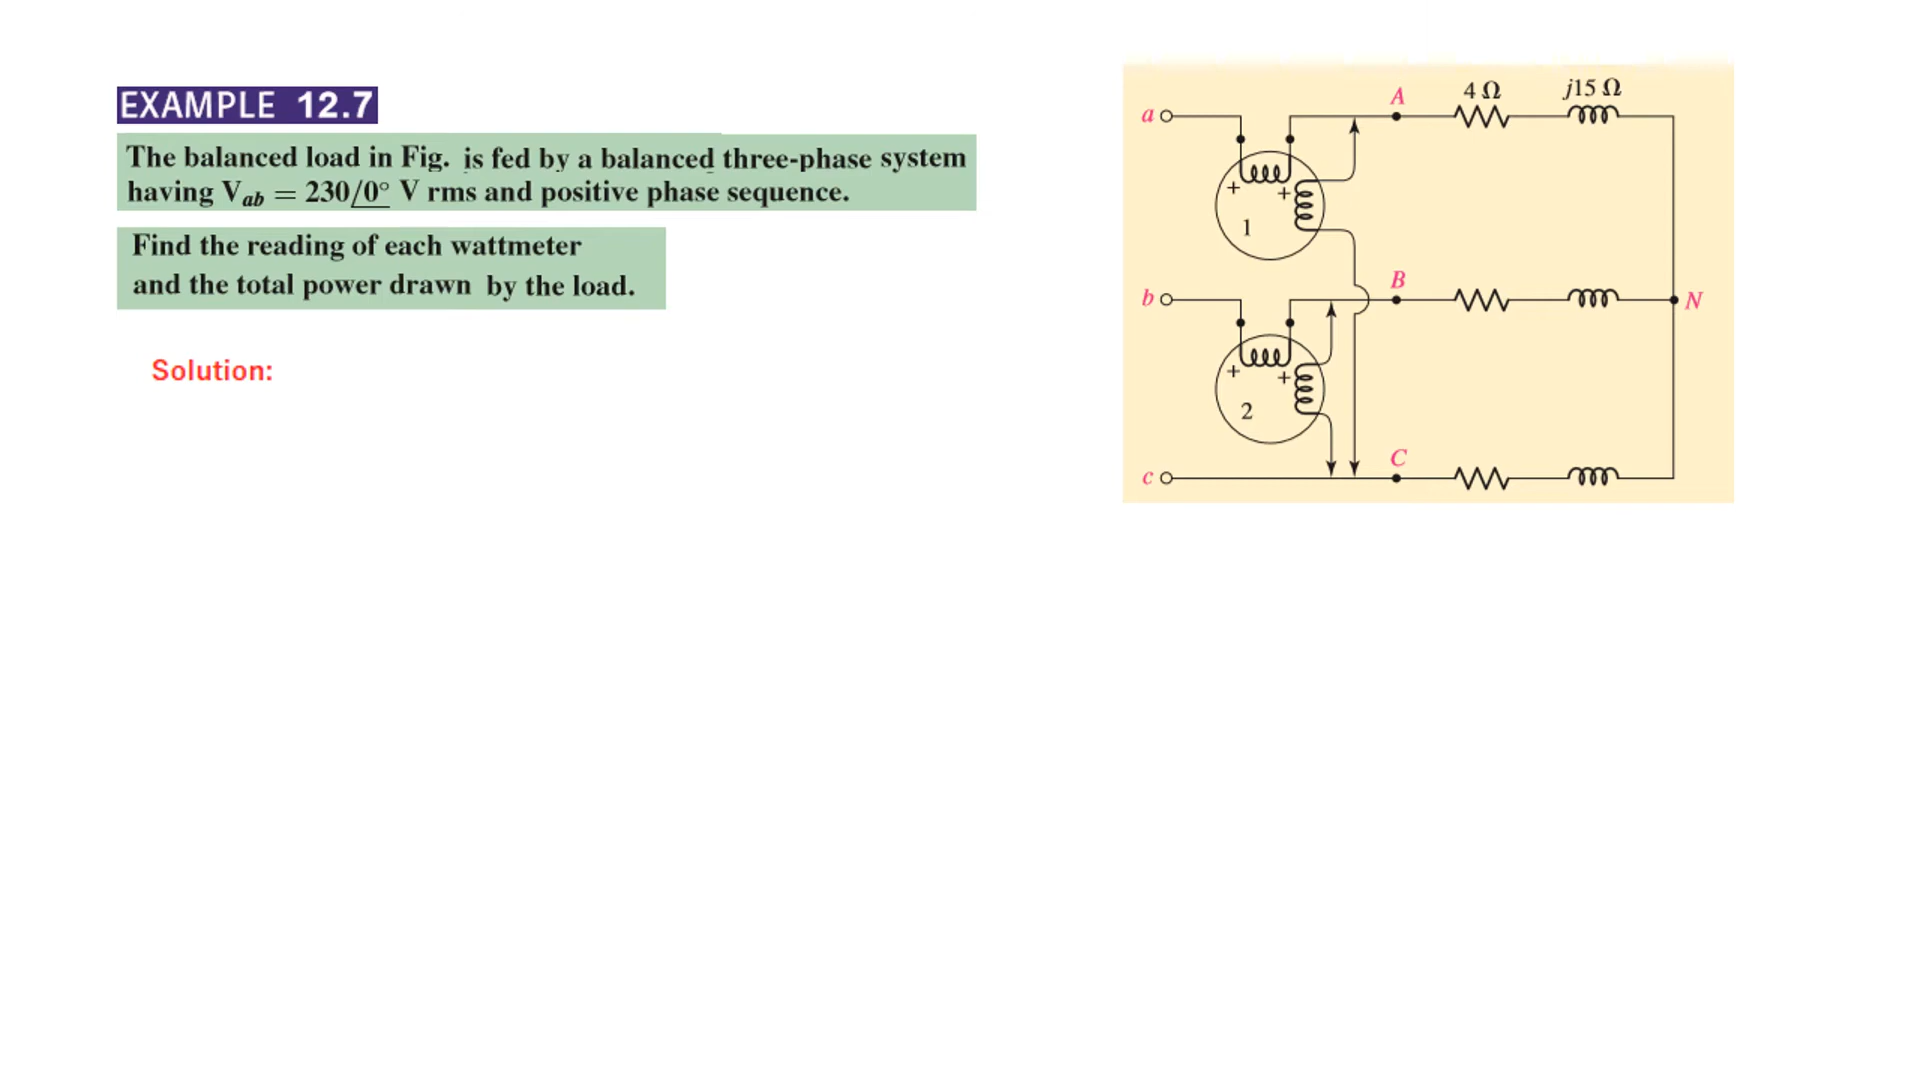 EXAMPLE 12.7
The balanced load in Fig. is fed by a balanced three-phase system
having Vab = 230/0° V rms and positive phase sequence.
Find the reading of each wattmeter
and the total power drawn by the load.
Solution:
a
A
4 Ω
j15 Ω
+
+
1
b
B
N
+
+
2
c
C